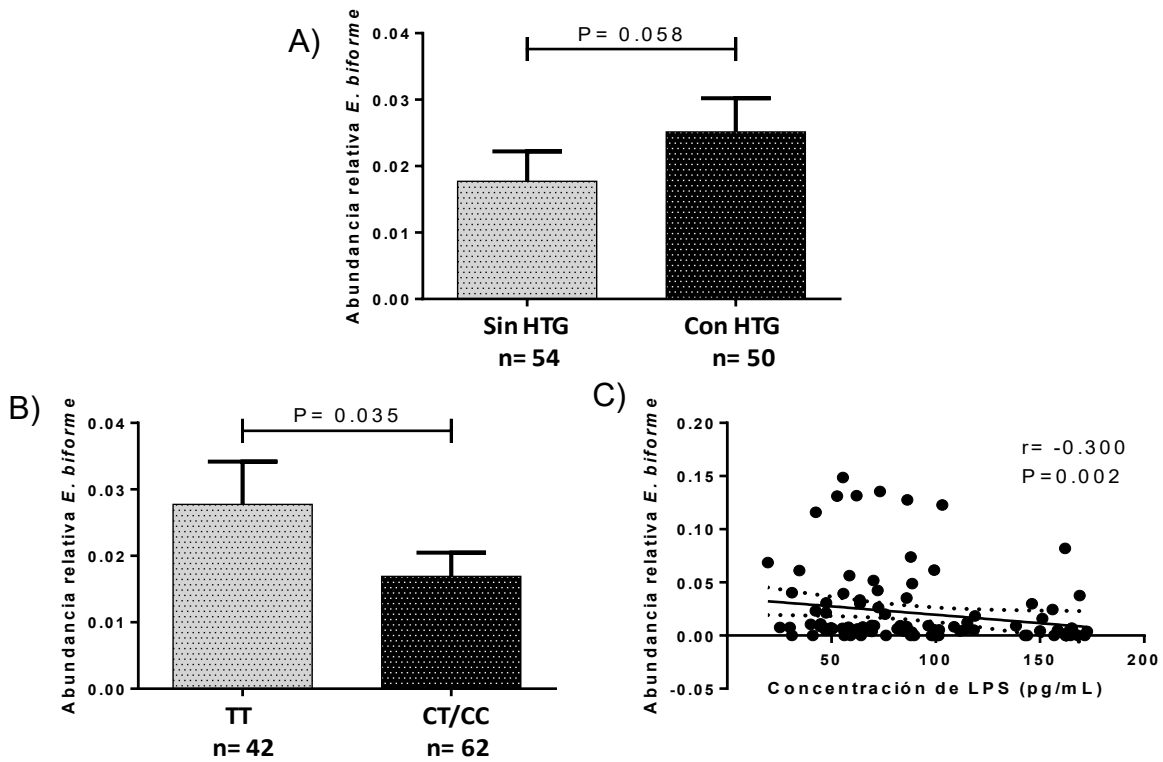 A)
P= 0.058
Abundancia relativa E. biforme
0.04
0.03
0.02
0.01
0.00
Sin HTG
Con HTG
n= 54
n= 50
B)
P= 0.035
Abundancia relativa E. biforme
0.04
0.03
0.02
0.01
0.00
TT
CT/CC
n= 42
n= 62
C)
Abundancia relativa E. biforme
0.20
0.15
0.10
0.05
0.00
-0.05
r= -0.300
P=0.002
50
100
150
200
Concentración de LPS (pg/mL)